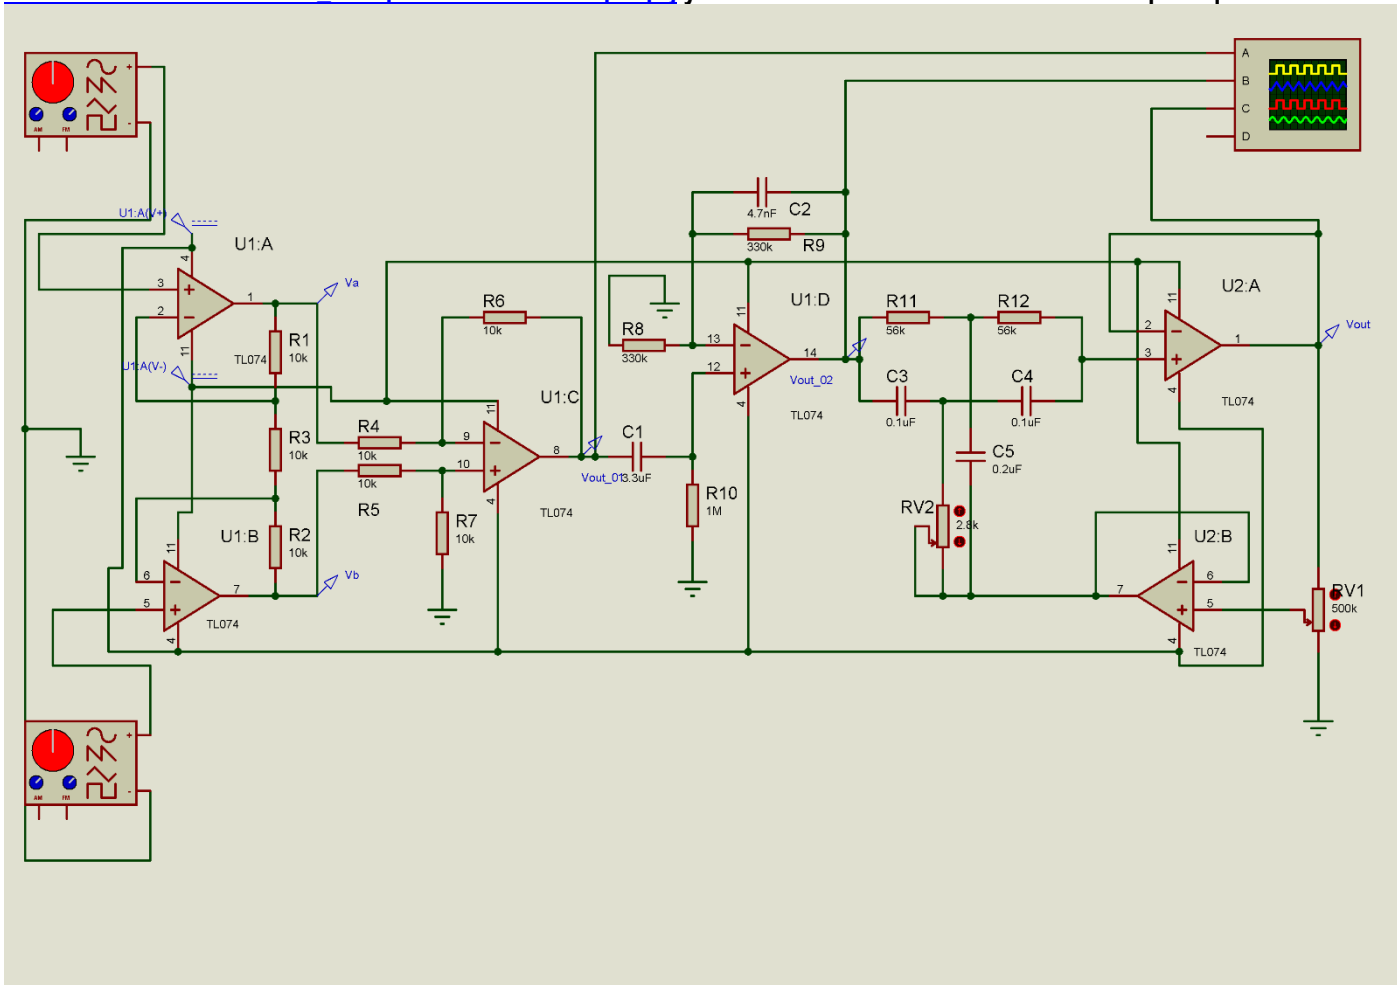 A
B
C
D
AM
FM
U1:A(V+)
U1:A
4
3
2
1
11
Va
R1
10k
TL074
U1:A(V-)
R3
10k
R2
10k
U1:B
11
6
5
7
4
TL074
Vb
R4
10k
R5
10k
R6
10k
R7
10k
U1:C
11
9
10
8
4
TL074
Vout_01
C1
3.3uF
R10
1M
C2
4.7nF
R9
330k
R8
330k
U1:D
11
13
12
14
4
TL074
Vout_02
R11
56k
R12
56k
C3
0.1uF
C4
0.1uF
C5
0.2uF
RV2
2.8k
U2:A
11
2
3
1
4
TL074
Vout
U2:B
11
6
5
7
4
TL074
RV1
500k
AM
FM